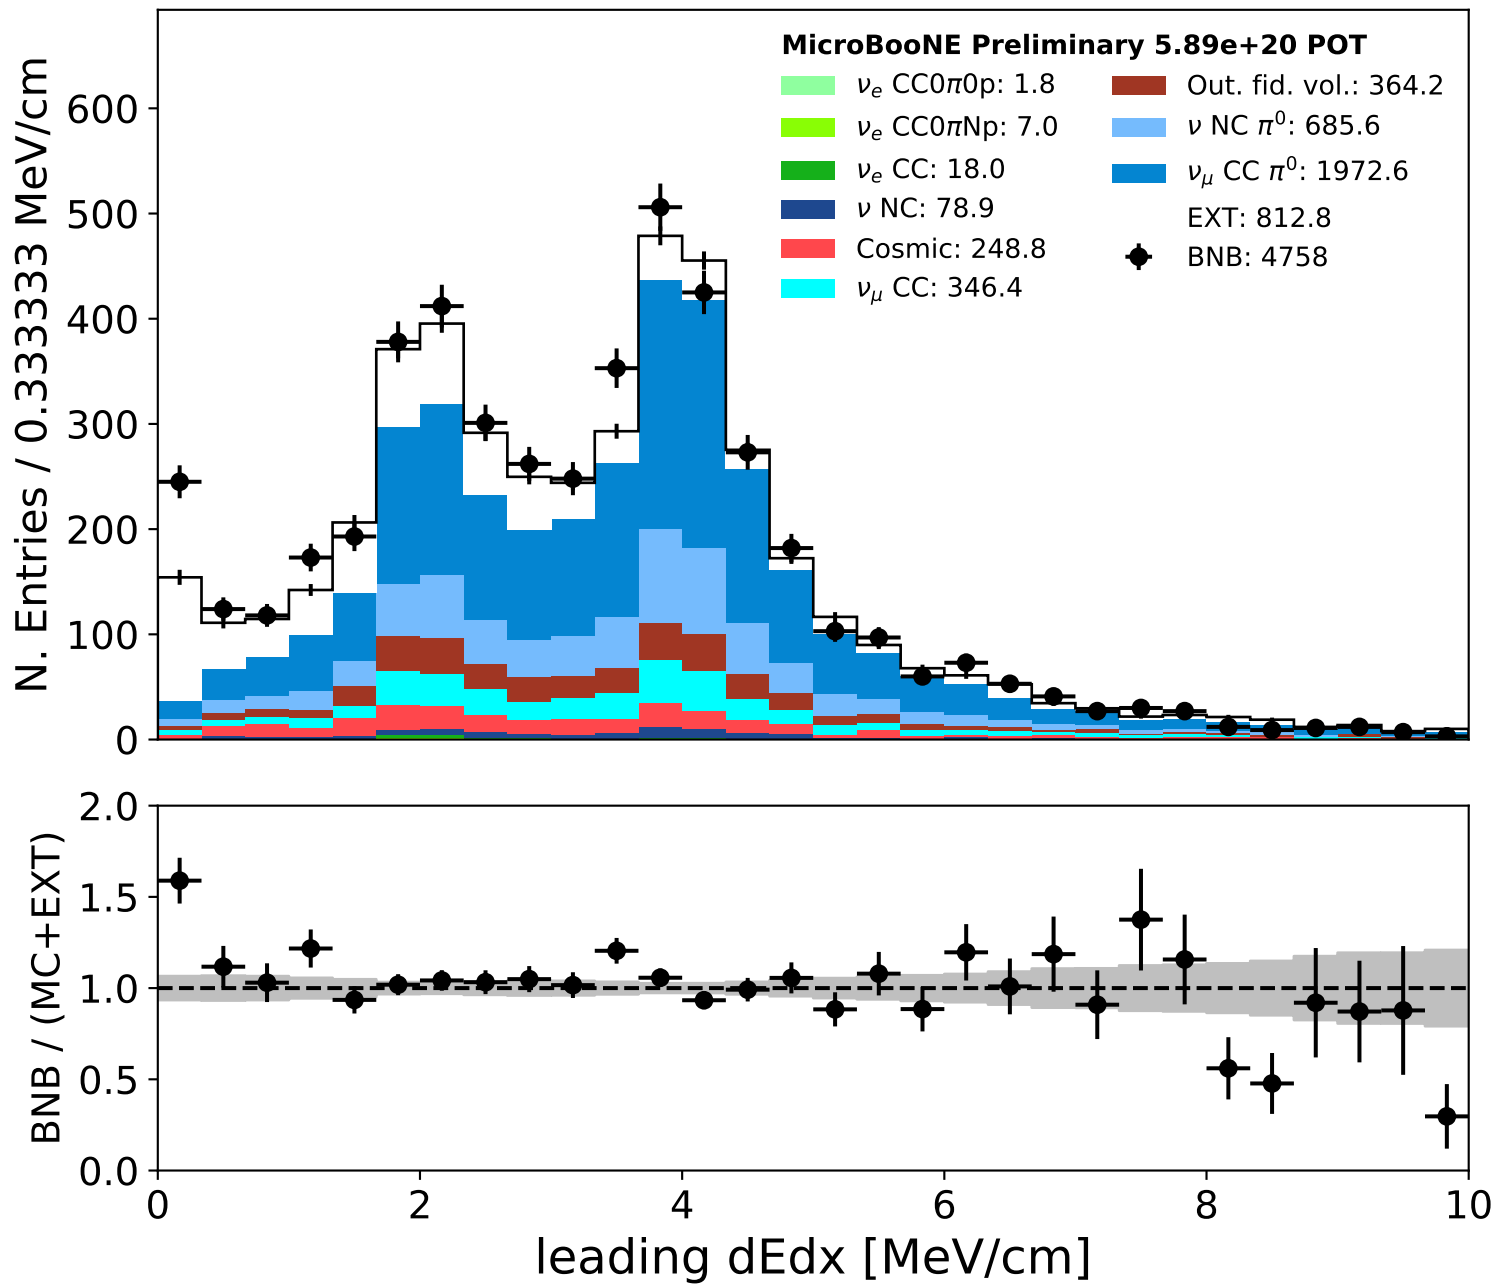 MicroBooNE Preliminary 5.89e+20 POT
νe CC0π0p: 1.8
νe CC0πNp: 7.0
νe CC: 18.0
ν NC: 78.9
Cosmic: 248.8
νμ CC: 346.4
Out. fid. vol.: 364.2
ν NC π⁰: 685.6
νμ CC π⁰: 1972.6
EXT: 812.8
BNB: 4758
N. Entries / 0.333333 MeV/cm
600
500
400
300
200
100
0
BNB / (MC+EXT)
2.0
1.5
1.0
0.5
0.0
0 2 4 6 8 10
leading dEdx [MeV/cm]